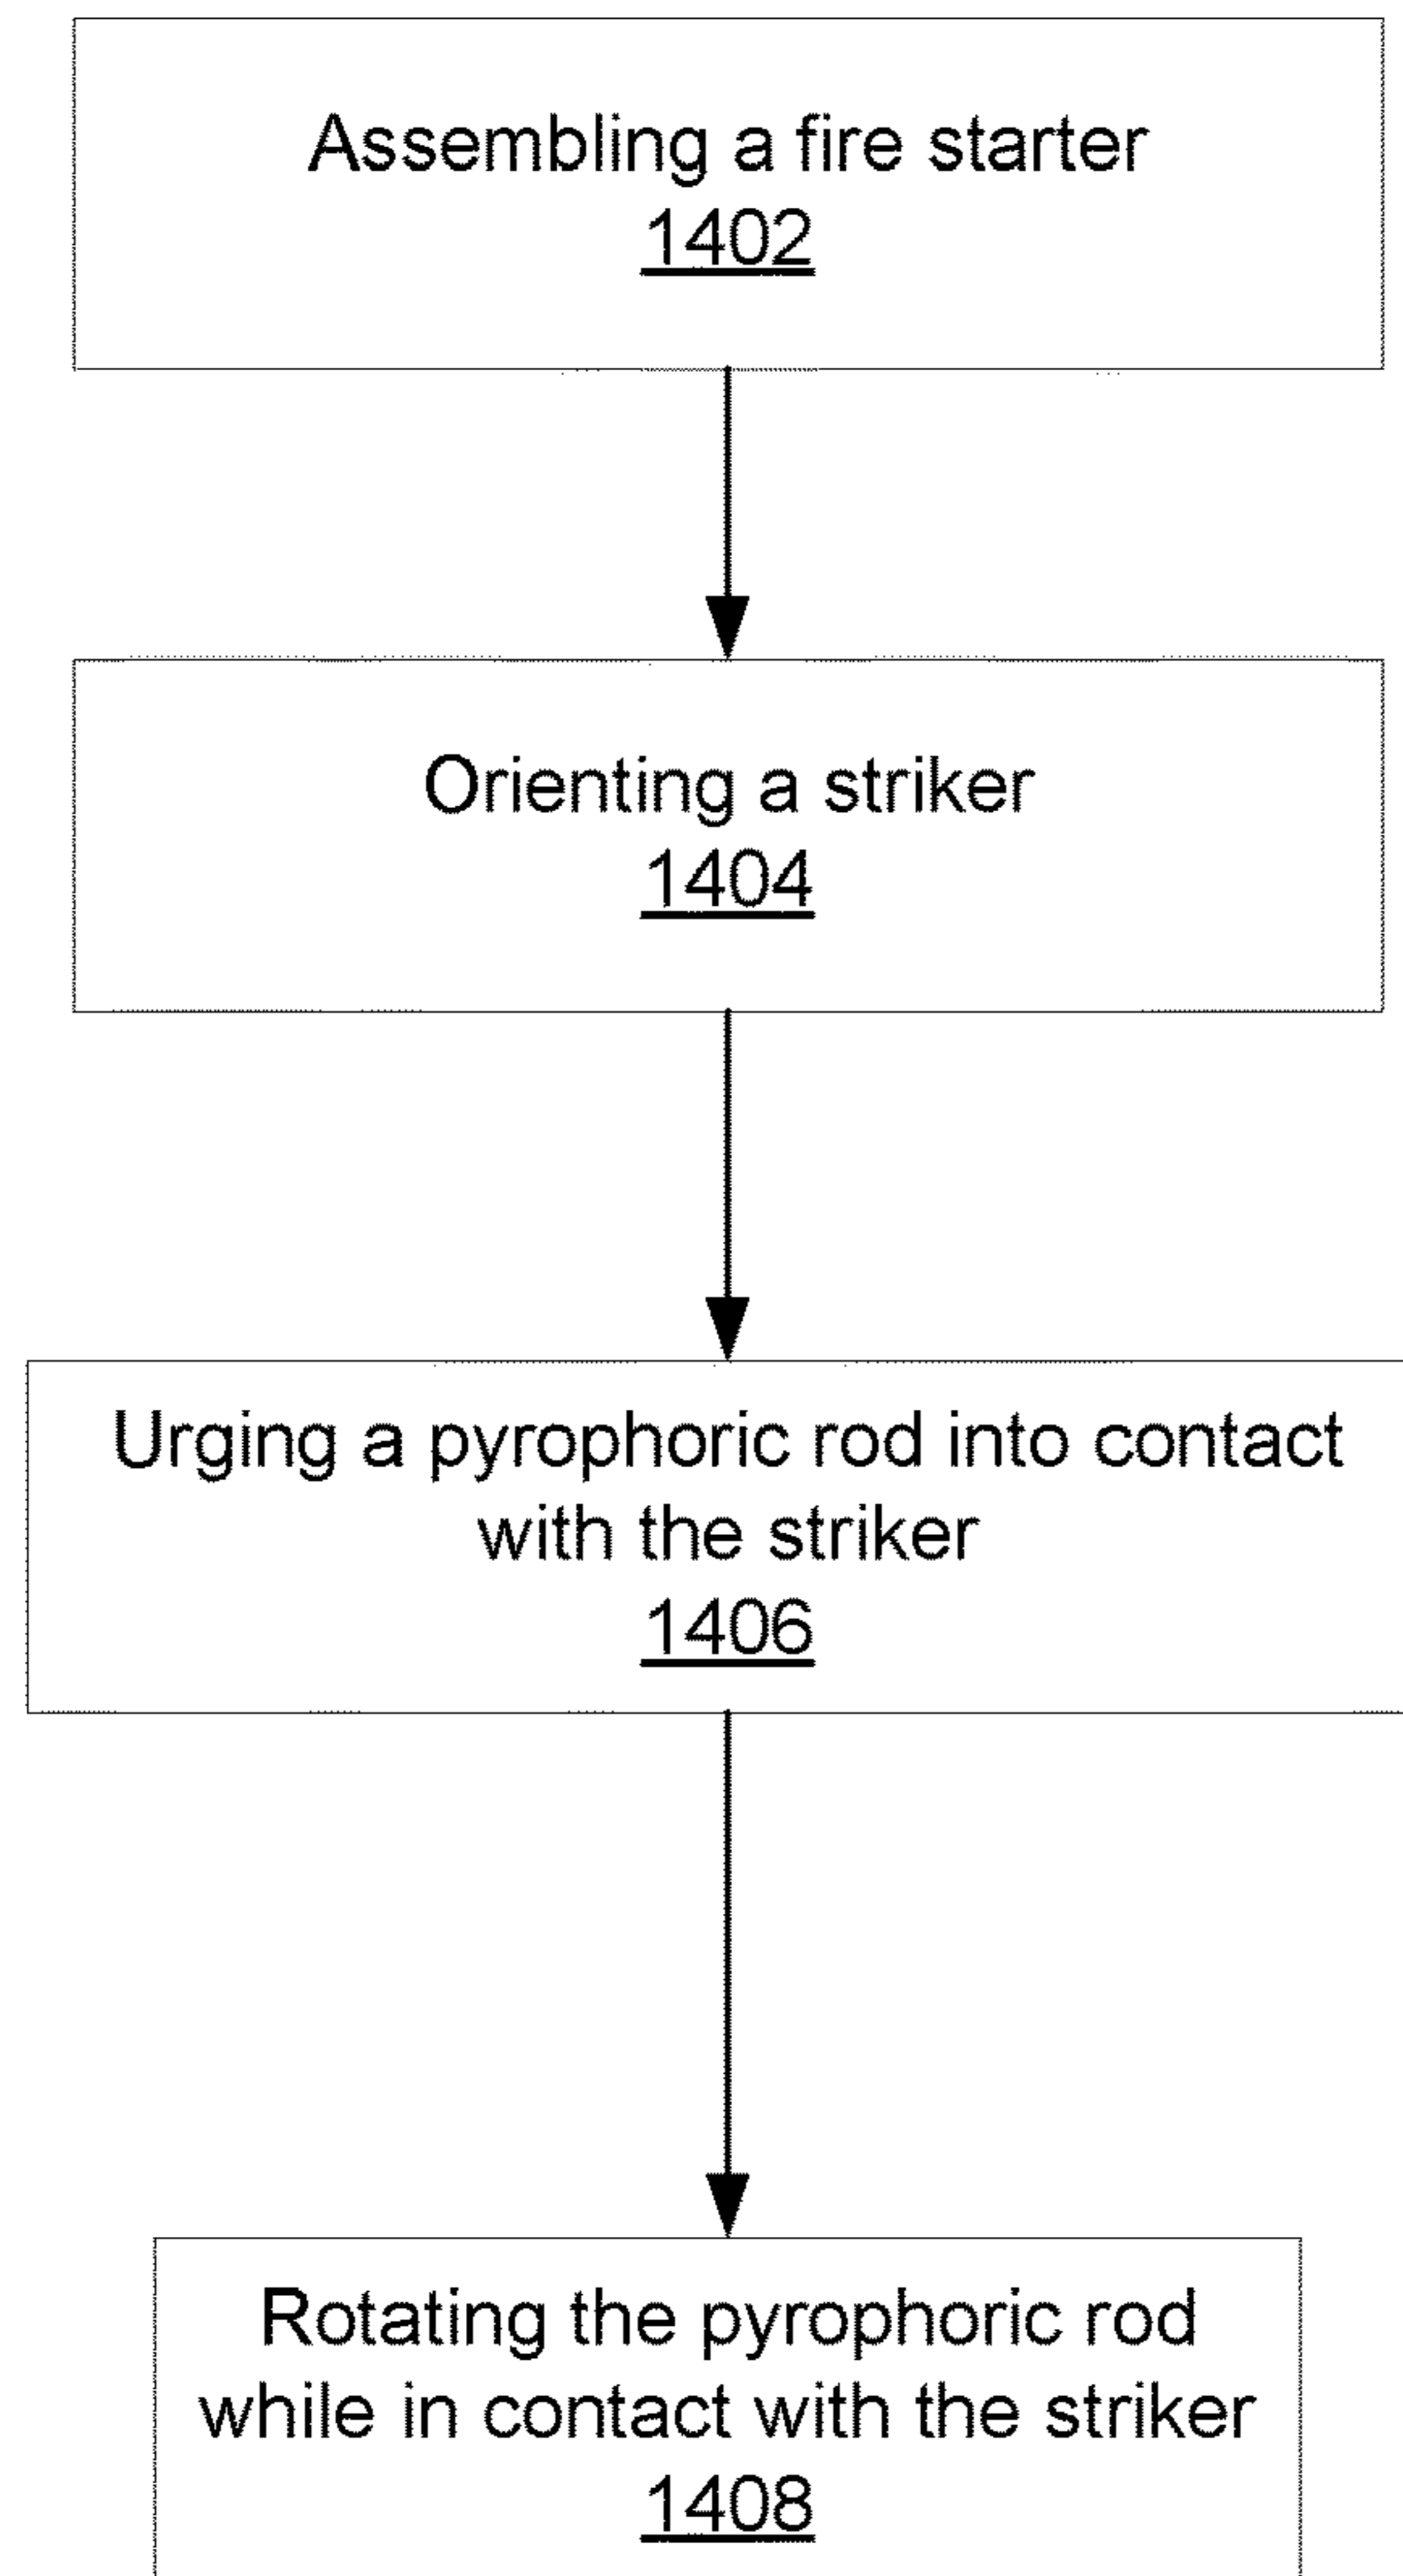 Assembling a fire starter
1402
Orienting a striker
1404
Urging a pyrophoric rod into contact
with the striker
1406
Rotating the pyrophoric rod
while in contact with the striker
1408